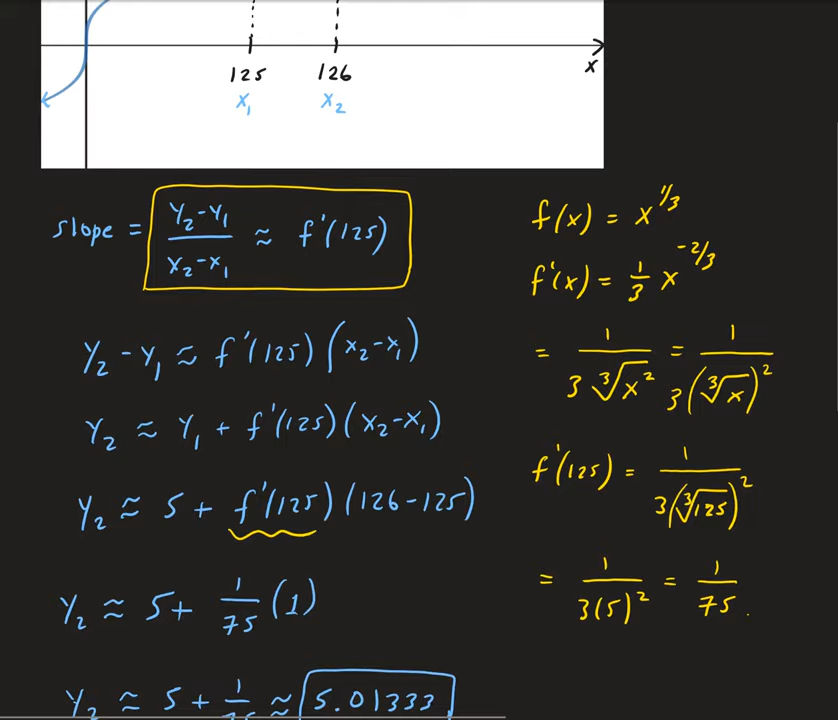 125 126 x
x₁ x₂
slope = (y₂-y₁)/(x₂-x₁) ≈ f'(125)
y₂-y₁ ≈ f'(125)(x₂-x₁)
y₂ ≈ y₁ + f'(125)(x₂-x₁)
y₂ ≈ 5 + f'(125)(126-125)
y₂ ≈ 5+ 1/75 (1)
y₂ ≈ 5 + 1/75 ≈ 5.01333
f(x) = x^(1/3)
f'(x) = 1/3 x^(-2/3)
= 1/(3 ∛x²) = 1/(3(∛x)²)
f'(125) = 1/(3(∛125)²)
= 1/(3(5)²) = 1/75.